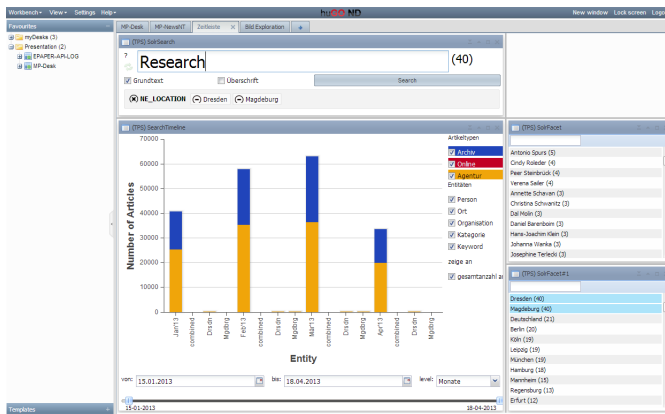 Workbench Views Settings Help
huGO ND
New window Lock screen Logo
Favourites
myDesks (3)
Presentation (2)
EPAPER-API-LOG
MP-Desk
Templates
MP-Desk MP-NewsNT Zeitleiste Bild Exploration
(TPS) SolrSearch
? Research (40)
Grundtext Überschrift Search
NE_LOCATION Dresden Magdeburg
(TPS) SearchTimeline
Number of Articles
70000
60000
50000
40000
30000
20000
10000
0
Jan'13 combined Drsdn Mgdbrg Feb'13 combined Drsdn Mgdbrg Mar'13 combined Drsdn Mgdbrg Apr'13 combined Drsdn Mgdbrg
Entity
Artikeltypen
Archiv
Online
Agentur
Entitäten
Person
Ort
Organisation
Kategorie
Keyword
zeige an
gesamtanzahl a
von: 15.01.2013 bis: 18.04.2013 level: Monate
15-01-2013 18-04-2013
(TPS) SolrFacet
Antonio Spurs (5)
Cindy Roleder (4)
Peer Steinbrück (4)
Verena Sailer (4)
Annette Schavan (3)
Christina Schwanitz (3)
Dal Molin (3)
Daniel Barenboim (3)
Hans-Joachim Klein (3)
Johanna Wanka (3)
Josephine Terlecki (3)
(TPS) SolrFacet#1
Dresden (40)
Magdeburg (40)
Deutschland (21)
Berlin (20)
Köln (19)
Leipzig (19)
München (19)
Hamburg (18)
Mannheim (15)
Regensburg (13)
Erfurt (12)